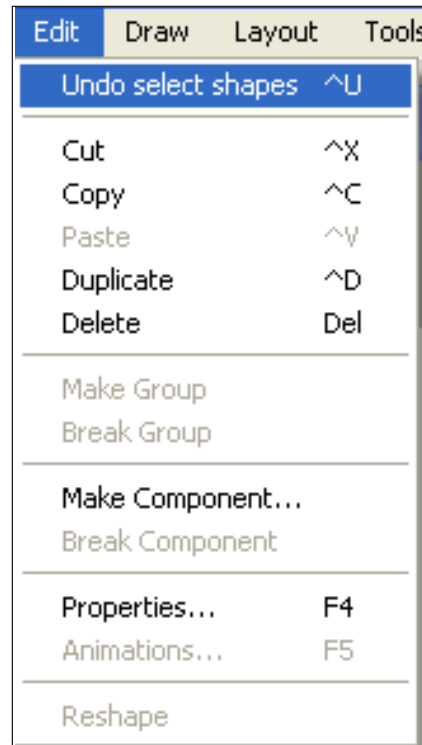 Edit Draw Layout Tools
Undo select shapes ^U
Cut ^X
Copy ^C
Paste ^V
Duplicate ^D
Delete Del
Make Group
Break Group
Make Component...
Break Component
Properties... F4
Animations... F5
Reshape